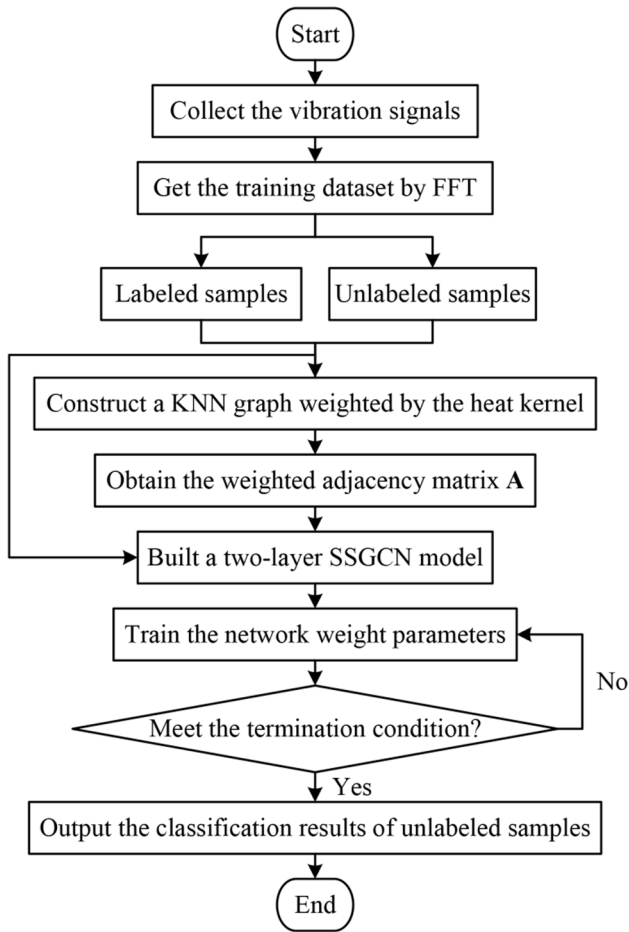 Start
Collect the vibration signals
Get the training dataset by FFT
Labeled samples
Unlabeled samples
Construct a KNN graph weighted by the heat kernel
Obtain the weighted adjacency matrix A
Built a two-layer SSGCN model
Train the network weight parameters
No
Meet the termination condition?
Yes
Output the classification results of unlabeled samples
End